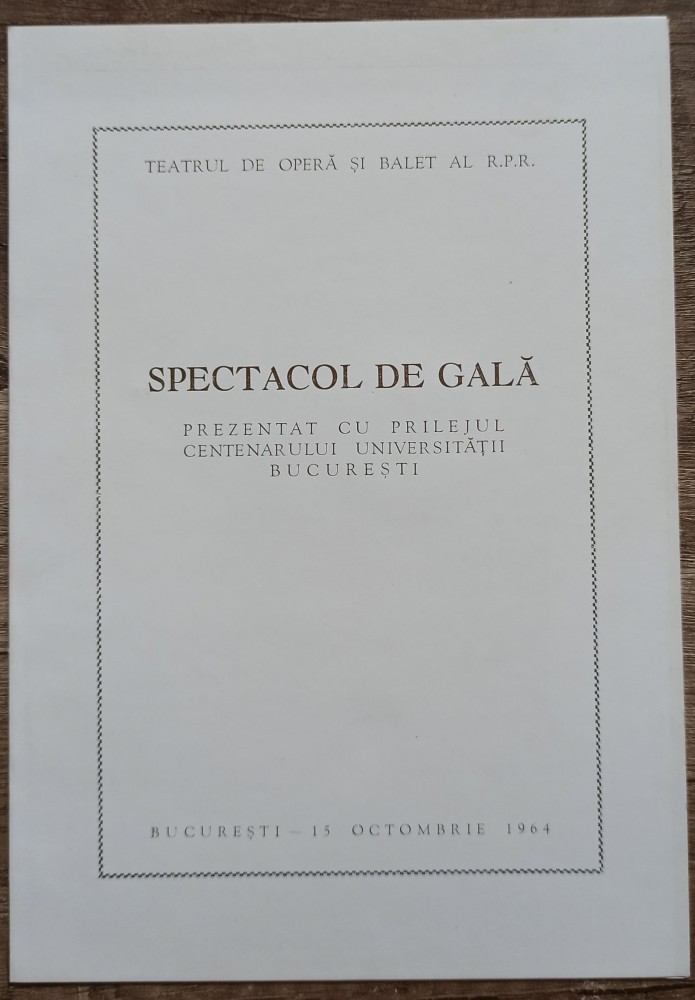 TEATRUL DE OPERĂ ȘI BALET AL R.P.R.
SPECTACOL DE GALĂ
PREZENTAT CU PRILEJUL
CENTENARULUI UNIVERSITĂȚII
BUCUREȘTI
BUCUREȘTI – 15 OCTOMBRIE 1964